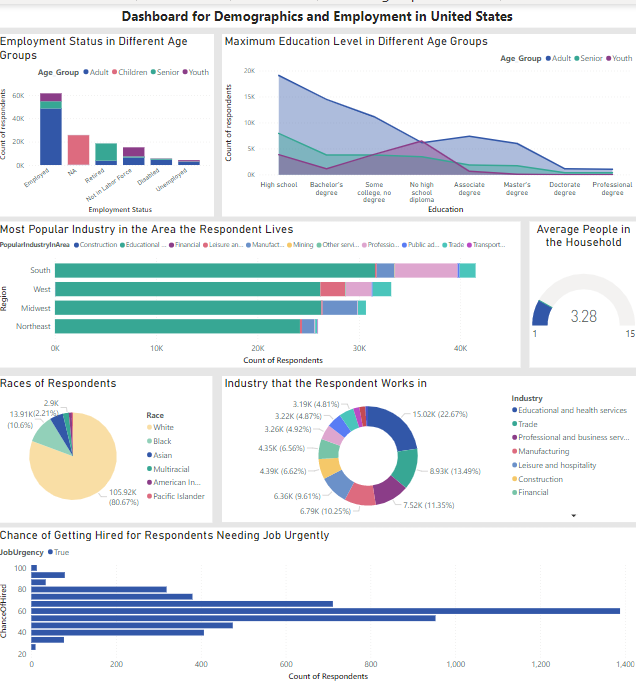 Dashboard for Demographics and Employment in United States
Employment Status in Different Age
Groups
Age Group Adult Children Senior Youth
Count of respondents
60K
40K
20K
0K
Employed
NA
Retired
Not in Labor Force
Disabled
Unemployed
Employment Status
Maximum Education Level in Different Age Groups
Age Group Adult Senior Youth
Count of respondents
20K
15K
10K
5K
0K
High school
Bachelor's
degree
Some
college, no
degree
No high
school
diploma
Associate
degree
Master's
degree
Doctorate
degree
Professional
degree
Education
Most Popular Industry in the Area the Respondent Lives
PopularIndustryInArea Construction Educational ... Financial Leisure an... Manufact... Mining Other servi... Professio... Public ad... Trade Transport...
Region
South
West
Midwest
Northeast
0K 10K 20K 30K 40K
Count of Respondents
Average People in
the Household
3.28
1 15
Races of Respondents
2.9K
(2.21%)
13.91K
(10.6%)
105.92K
(80.67%)
Race
White
Black
Asian
Multiracial
American In...
Pacific Islander
Industry that the Respondent Works in
3.19K (4.81%)
3.22K (4.87%)
3.26K (4.92%)
4.35K (6.56%)
4.39K (6.62%)
6.36K (9.61%)
6.79K (10.25%)
7.52K (11.35%)
8.93K (13.49%)
15.02K (22.67%)
Industry
Educational and health services
Trade
Professional and business serv...
Manufacturing
Leisure and hospitality
Construction
Financial
Chance of Getting Hired for Respondents Needing Job Urgently
JobUrgency True
ChanceOfHired
100
80
60
40
20
0 200 400 600 800 1,000 1,200 1,400
Count of Respondents